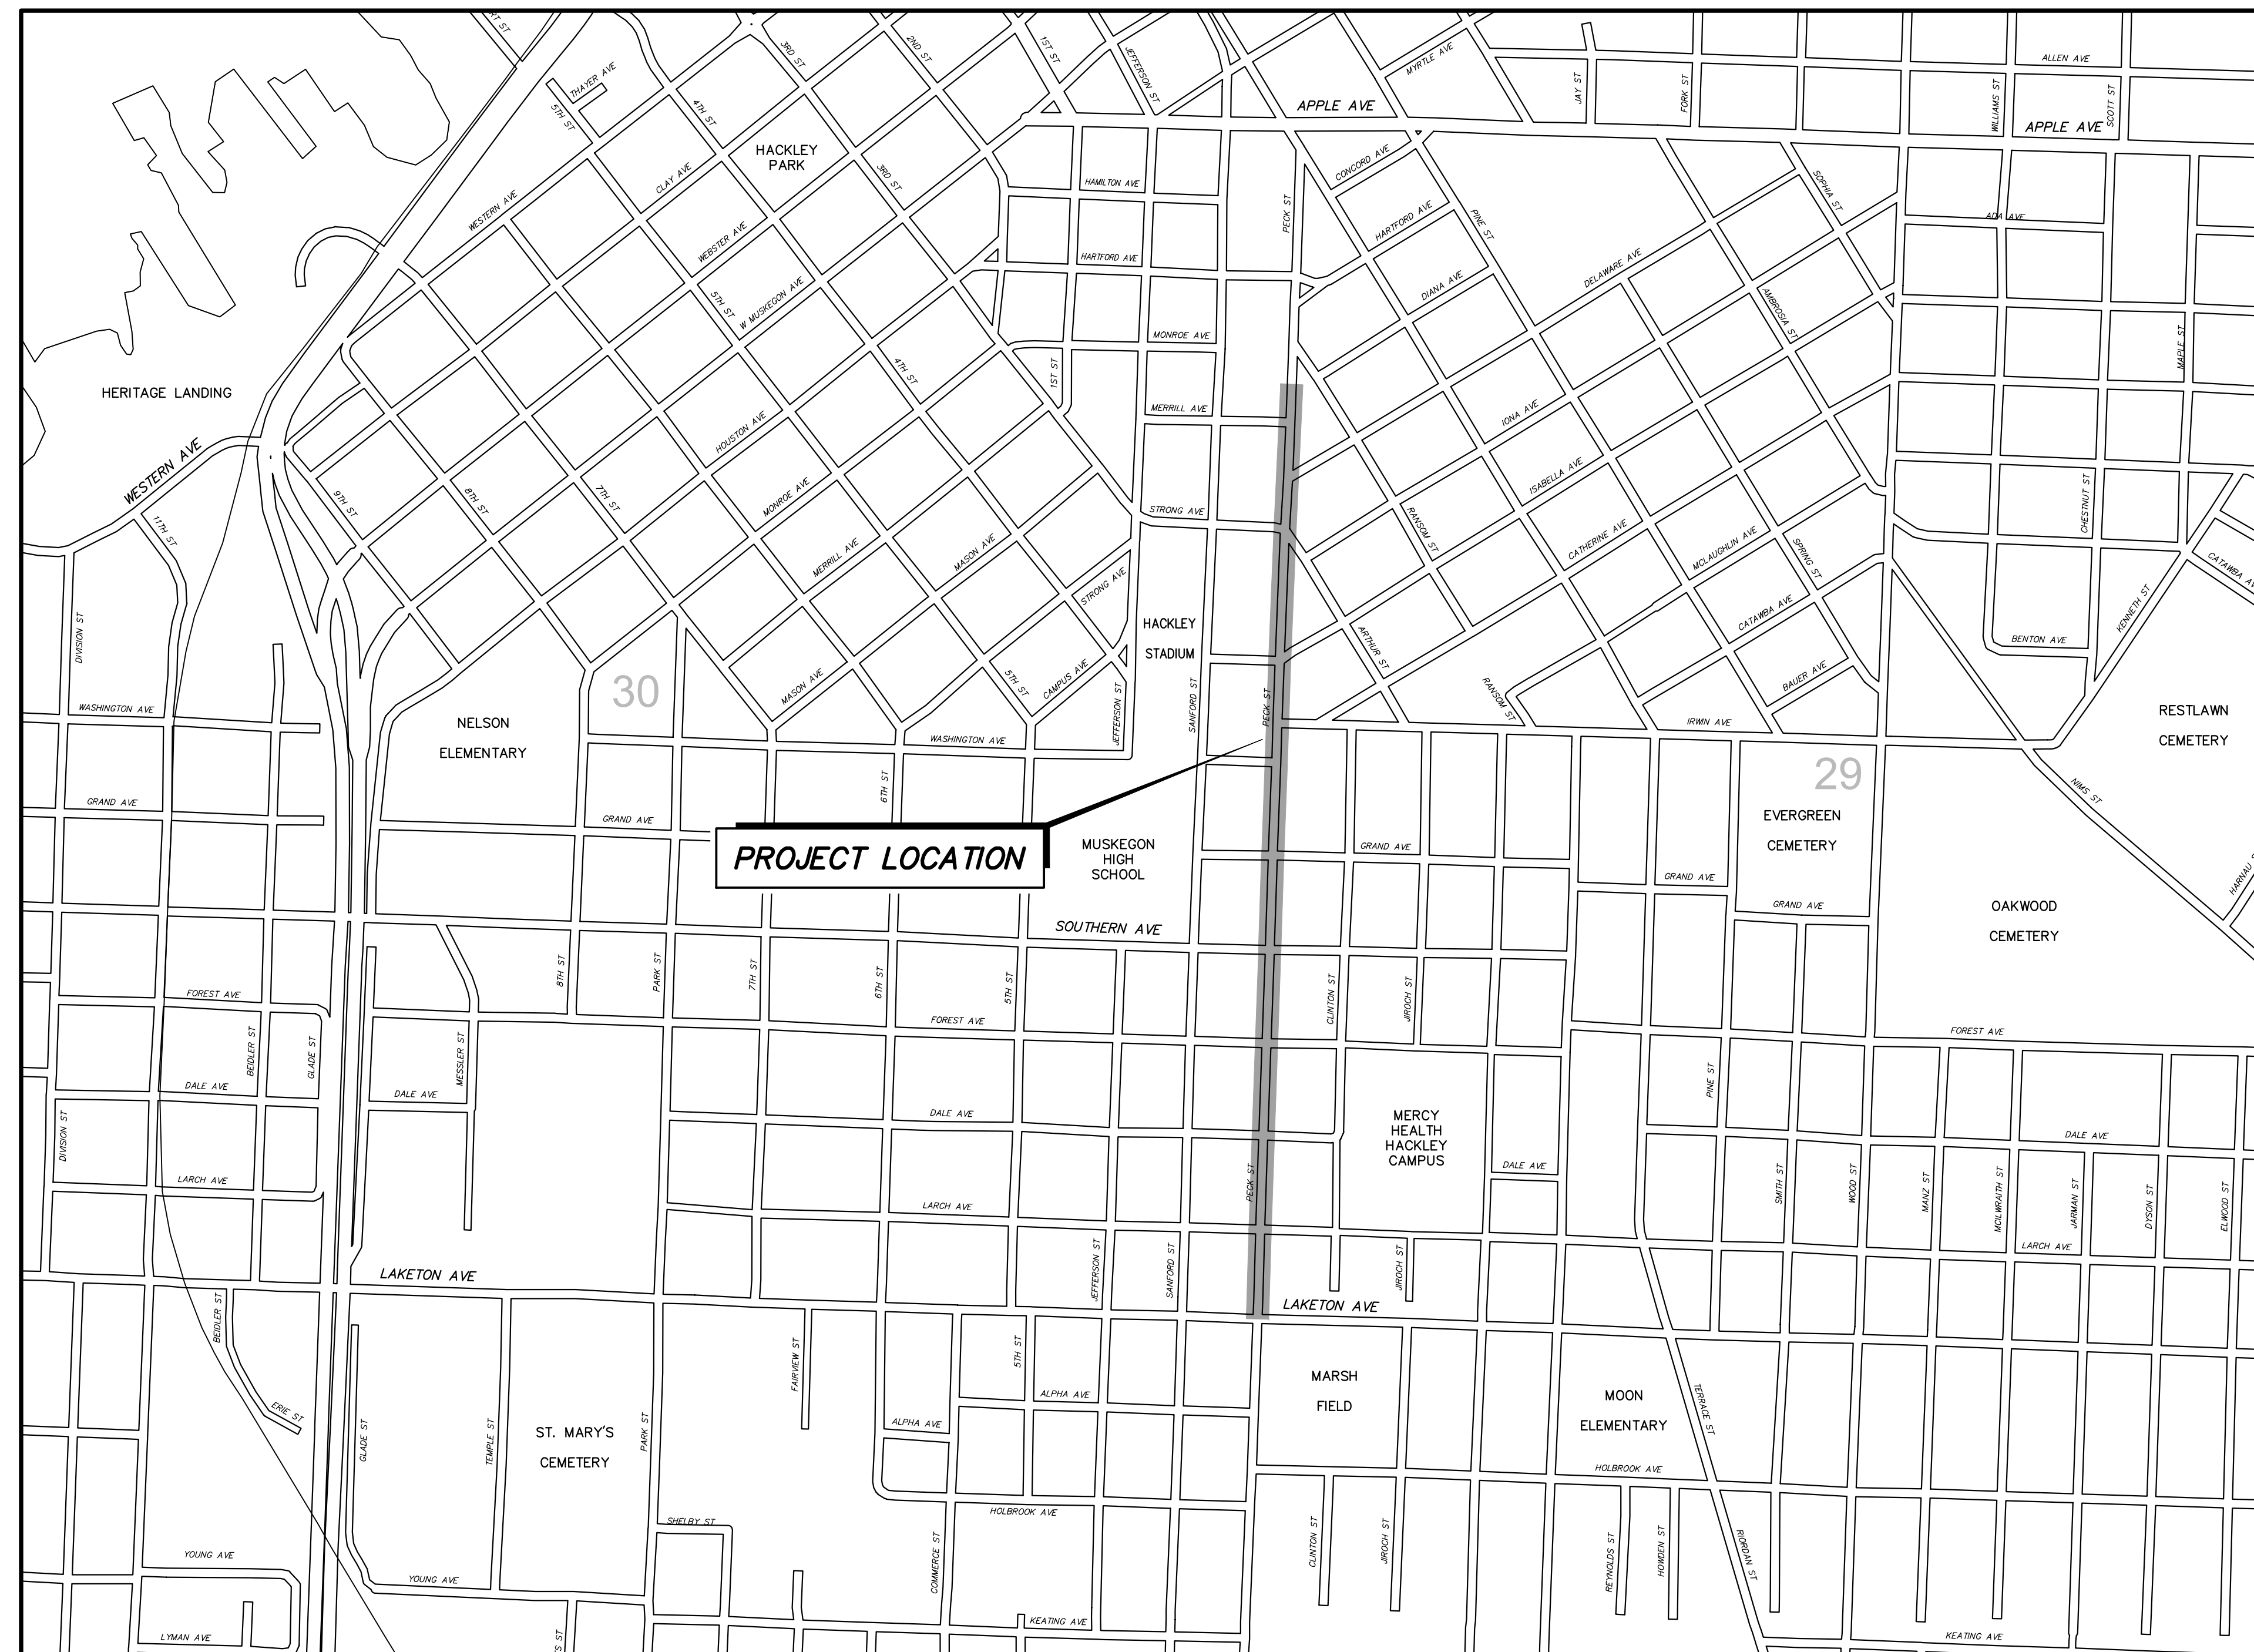 3RD ST
2ND ST
1ST ST
JEFFERSON ST
MYRTLE AVE
ALLEN AVE
THAYER AVE
5TH ST
4TH ST
JAY ST
FORK ST
WILLIAMS ST
SCOTT ST
APPLE AVE
APPLE AVE
HACKLEY
PARK
CLAY AVE
3RD ST
HAMILTON AVE
CONCORD AVE
SOPHIA ST
WESTERN AVE
WEBSTER AVE
PECK ST
HARTFORD AVE
PINE ST
ADA AVE
HARTFORD AVE
DELAWARE AVE
DIANA AVE
5TH ST
W MUSKEGON AVE
AMBROSIA ST
MONROE AVE
MAPLE ST
4TH ST
1ST ST
HERITAGE LANDING
MERRILL AVE
IONA AVE
HOUSTON AVE
WESTERN AVE
ISABELLA AVE
9TH ST
8TH ST
7TH ST
MONROE AVE
STRONG AVE
CHESTNUT ST
11TH ST
RANSOM ST
CATHERINE AVE
MCLAUGHLIN AVE
SPRING ST
MERRILL AVE
MASON AVE
STRONG AVE
KENNETH ST
DIVISION ST
HACKLEY
STADIUM
ARTHUR ST
CATAWBA AVE
BENTON AVE
30
MASON AVE
5TH ST
CAMPUS AVE
JEFFERSON ST
SANFORD ST
PECK ST
RANSOM ST
BAUER AVE
WASHINGTON AVE
NELSON
ELEMENTARY
WASHINGTON AVE
IRWIN AVE
RESTLAWN
CEMETERY
6TH ST
29
NIMS ST
GRAND AVE
GRAND AVE
EVERGREEN
CEMETERY
PROJECT LOCATION
MUSKEGON
HIGH
SCHOOL
GRAND AVE
GRAND AVE
GRAND AVE
OAKWOOD
CEMETERY
SOUTHERN AVE
8TH ST
PARK ST
7TH ST
6TH ST
5TH ST
CLINTON ST
JIROCH ST
FOREST AVE
FOREST AVE
FOREST AVE
BEIDLER ST
GLADE ST
MESSLER ST
DALE AVE
DALE AVE
DALE AVE
PINE ST
DIVISION ST
MERCY
HEALTH
HACKLEY
CAMPUS
DALE AVE
DALE AVE
LARCH AVE
PECK ST
SMITH ST
WOOD ST
MANZ ST
MCILWRAITH ST
JARMAN ST
DYSON ST
ELWOOD ST
LARCH AVE
LARCH AVE
LAKETON AVE
JEFFERSON ST
SANFORD ST
JIROCH ST
LAKETON AVE
BEIDLER ST
FAIRVIEW ST
5TH ST
MARSH
FIELD
ALPHA AVE
MOON
ELEMENTARY
TERRACE ST
ERIE ST
GLADE ST
TEMPLE ST
ST. MARY'S
CEMETERY
PARK ST
ALPHA AVE
HOLBROOK AVE
HOLBROOK AVE
SHELBY ST
YOUNG AVE
YOUNG AVE
COMMERCE ST
CLINTON ST
JIROCH ST
REYNOLDS ST
HOWDEN ST
RIORDAN ST
LYMAN AVE
KEATING AVE
KEATING AVE